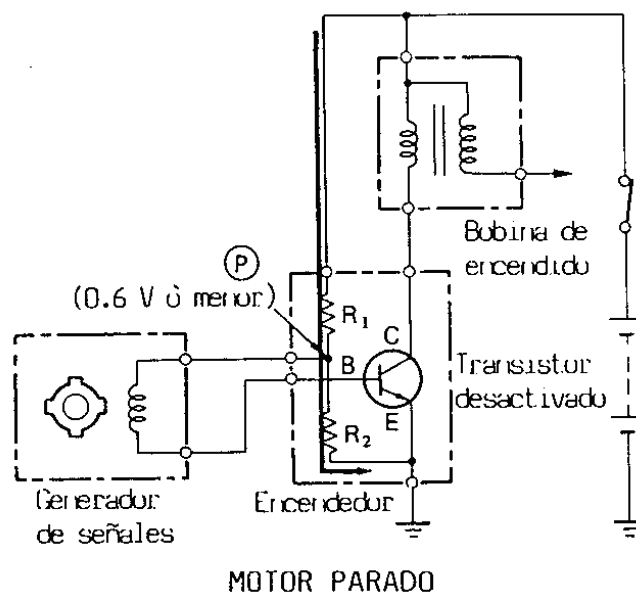 Bobina de
encendido
P
(0.6 V ò menor)
R1
C
B
Transistor
desactivado
E
R2
Generador
de señales
Encendedor
MOTOR PARADO